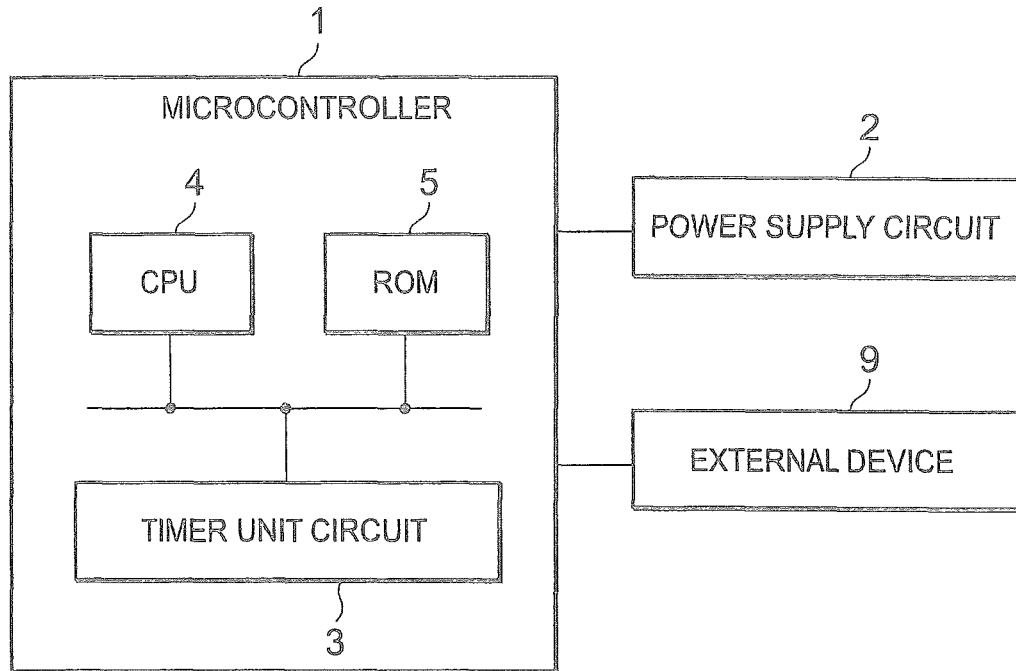 1
MICROCONTROLLER
2
4
5
POWER SUPPLY CIRCUIT
CPU
ROM
9
EXTERNAL DEVICE
TIMER UNIT CIRCUIT
3